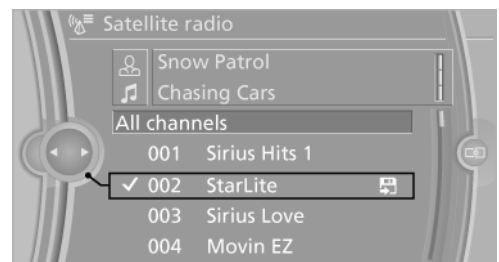 Satellite radio
Snow Patrol
Chasing Cars
All channels
001 Sirius Hits 1
002 StarLite
003 Sirius Love
004 Movin EZ